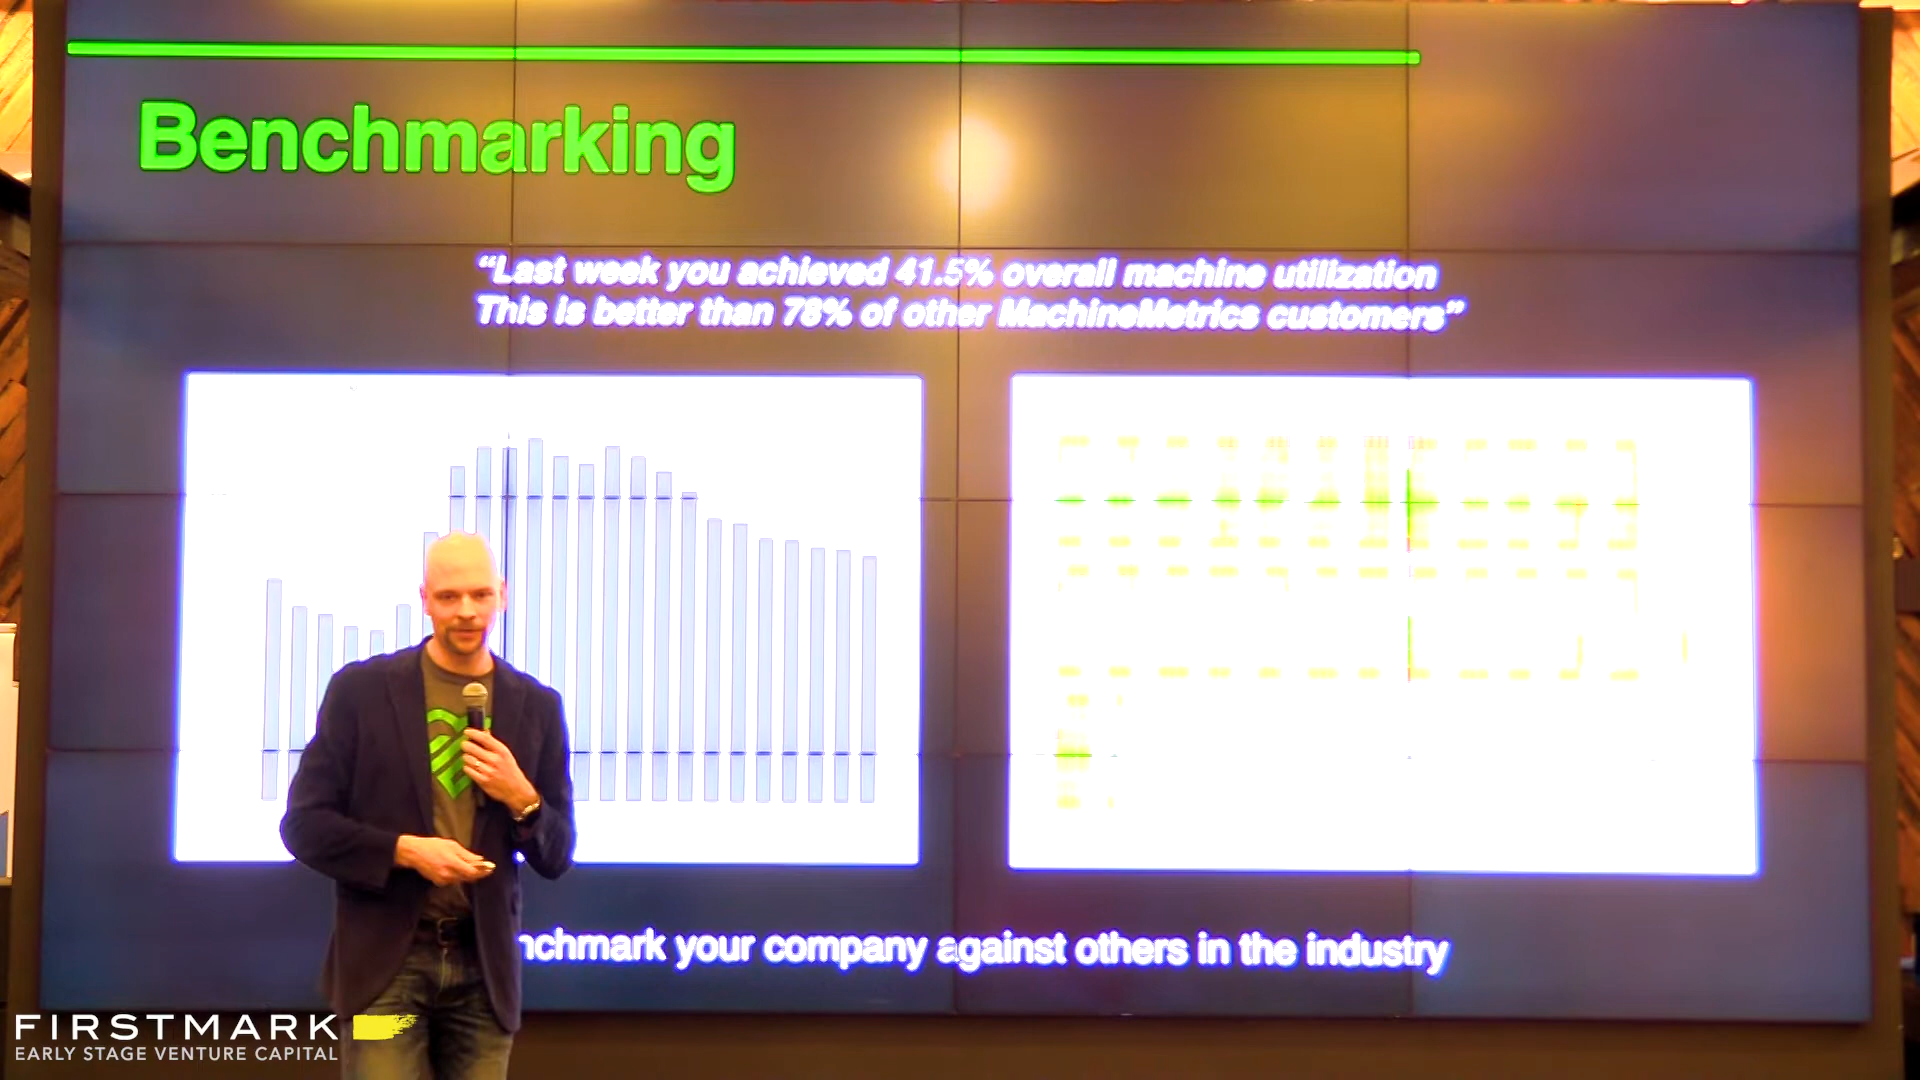 Benchmarking
“Last week you achieved 41.5% overall machine utilization
This is better than 78% of other MachineMetrics customers”
nchmark your company against others in the industry
FIRSTMARK
EARLY STAGE VENTURE CAPITAL